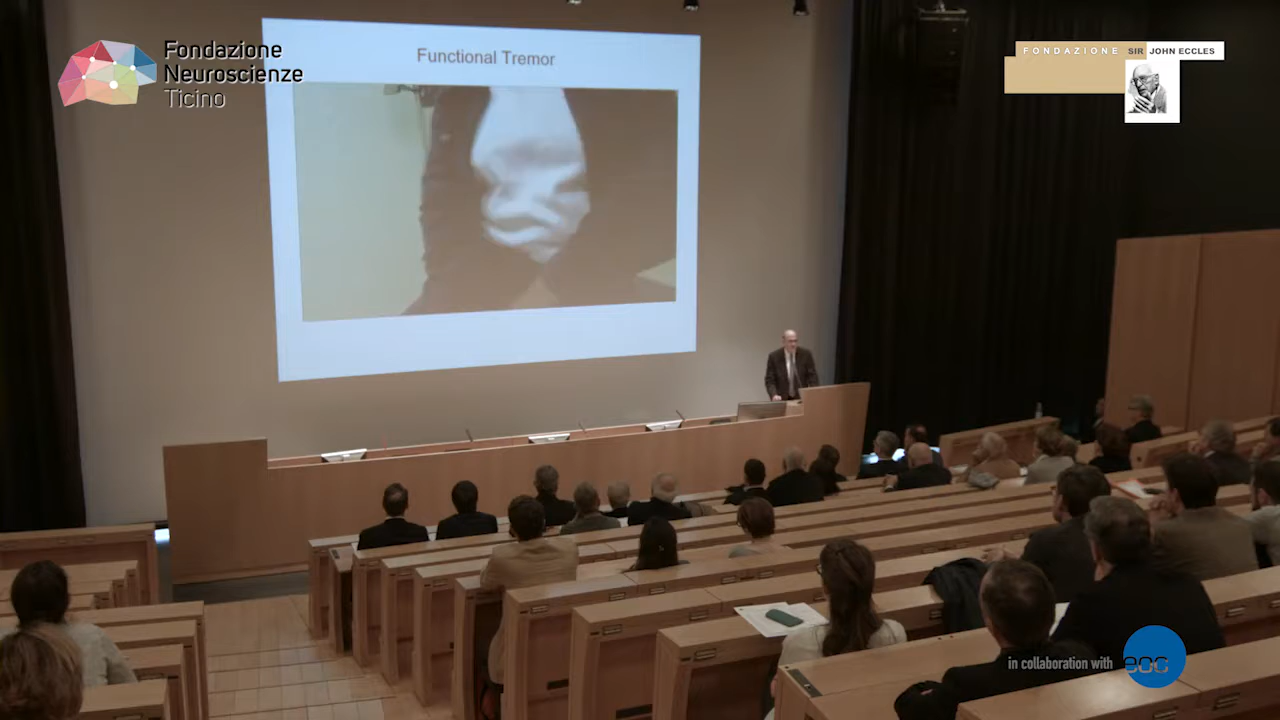 Fondazione
Neuroscienze
Ticino
Functional Tremor
FONDAZIONE SIR JOHN ECCLES
in collaboration with eoc